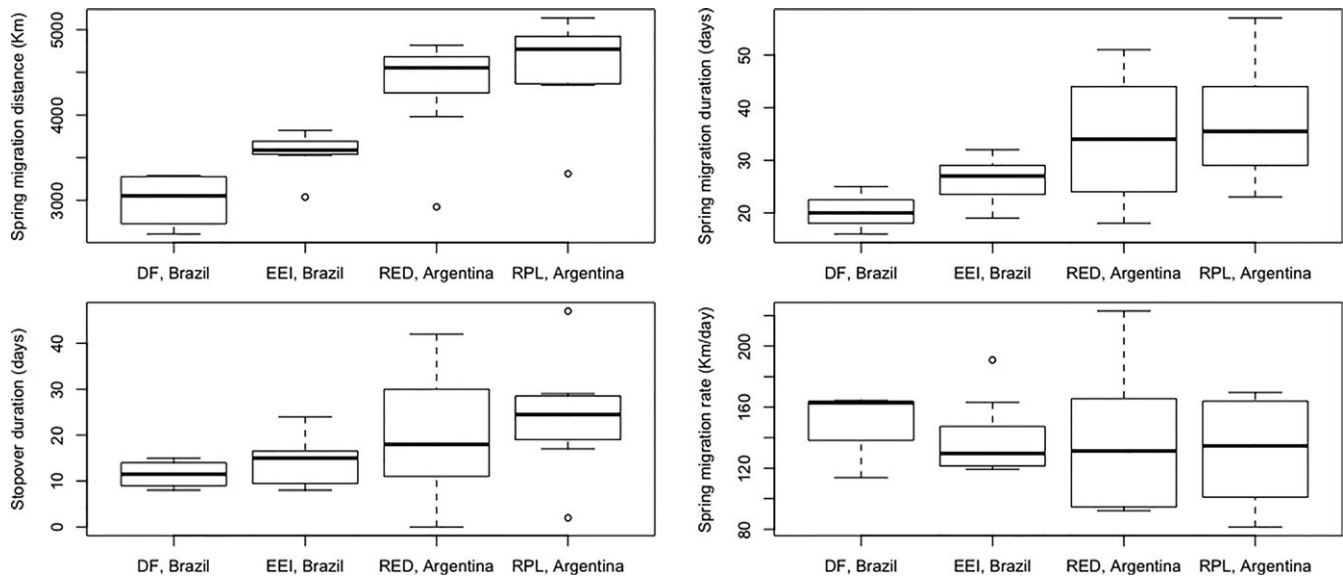 Spring migration distance (Km)
5000
4000
3000
DF, Brazil EEI, Brazil RED, Argentina RPL, Argentina
Spring migration duration (days)
50
40
30
20
DF, Brazil EEI, Brazil RED, Argentina RPL, Argentina
Stopover duration (days)
40
30
20
10
0
DF, Brazil EEI, Brazil RED, Argentina RPL, Argentina
Spring migration rate (Km/day)
200
160
120
80
DF, Brazil EEI, Brazil RED, Argentina RPL, Argentina